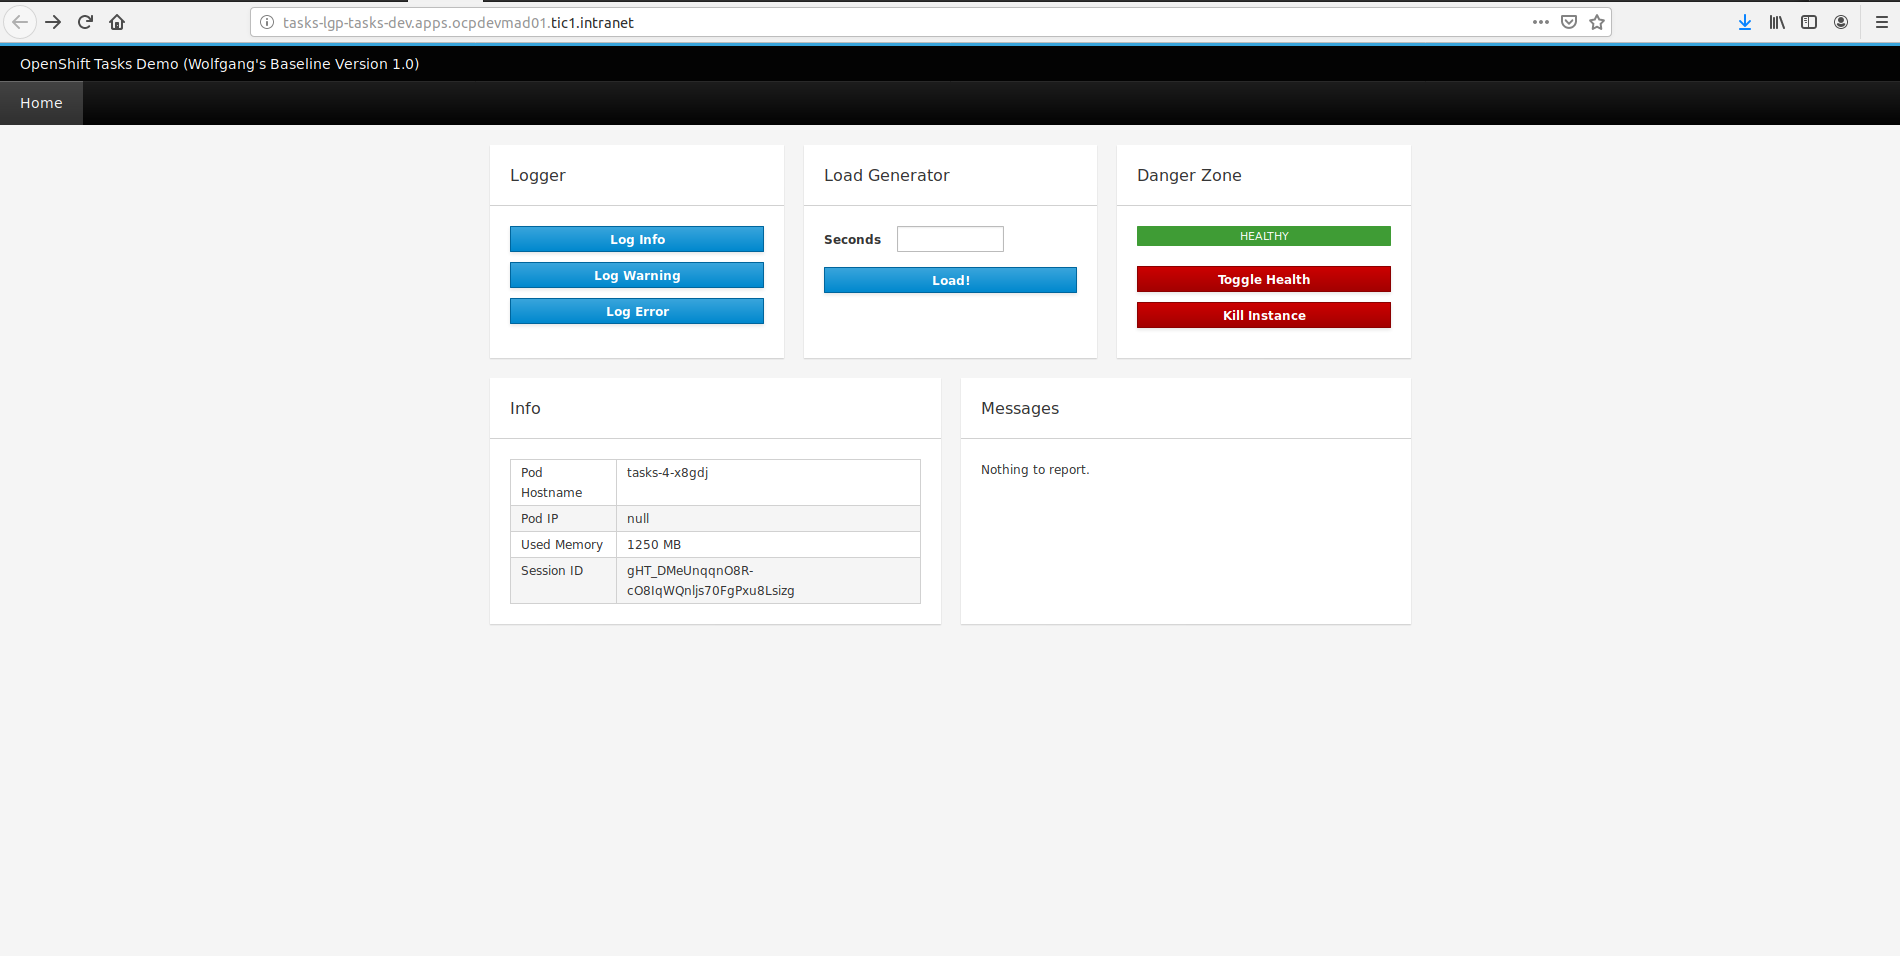 tasks-lgp-tasks-dev.apps.ocpdevmad01.tic1.intranet
OpenShift Tasks Demo (Wolfgang's Baseline Version 1.0)
Home
Logger
Log Info
Log Warning
Log Error
Load Generator
Seconds
Load!
Danger Zone
HEALTHY
Toggle Health
Kill Instance
Info
Pod
Hostname
tasks-4-x8gdj
Pod IP
null
Used Memory
1250 MB
Session ID
gHT_DMeUnqqnO8R-
cO8IqWQnljs70FgPxu8Lsizg
Messages
Nothing to report.